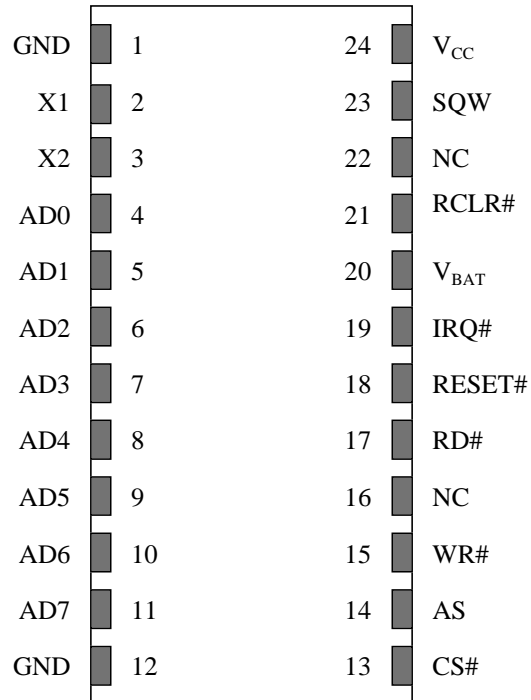 GND 1 24 VCC
X1 2 23 SQW
X2 3 22 NC
AD0 4 21 RCLR#
AD1 5 20 VBAT
AD2 6 19 IRQ#
AD3 7 18 RESET#
AD4 8 17 RD#
AD5 9 16 NC
AD6 10 15 WR#
AD7 11 14 AS
GND 12 13 CS#